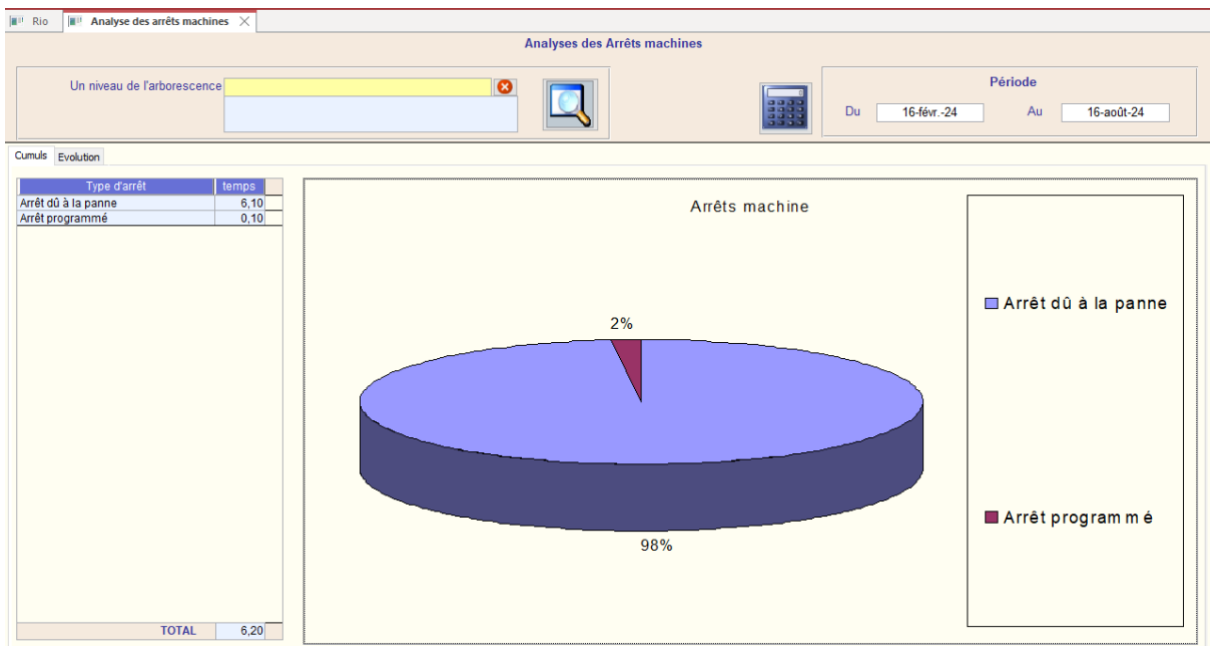 Rio Analyse des arrêts machines
Analyses des Arrêts machines
Un niveau de l'arborescence
Période
Du 16-févr.-24 Au 16-août-24
Cumuls Evolution
Type d'arrêt temps
Arrêt dû à la panne 6,10
Arrêt programmé 0,10
TOTAL 6,20
Arrêts machine
2%
98%
Arrêt dû à la panne
Arrêt programmé